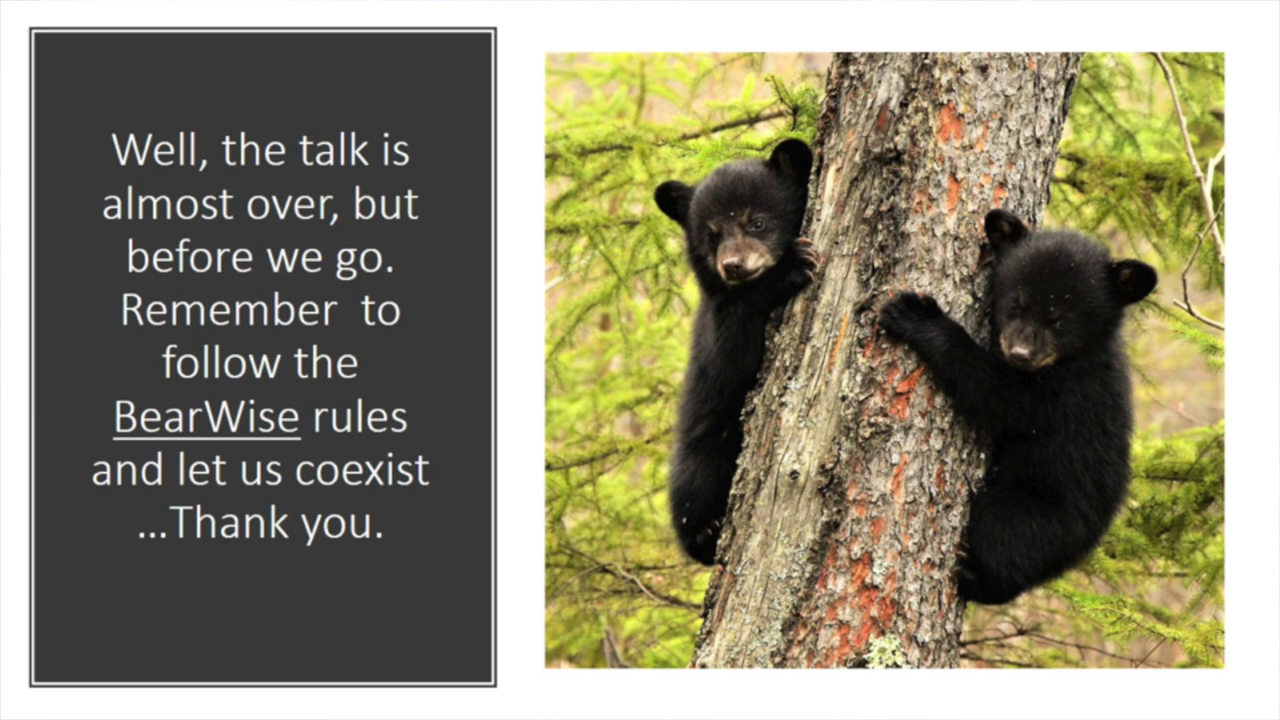 Well, the talk is
almost over, but
before we go.
Remember  to
follow the
BearWise rules
and let us coexist
...Thank you.